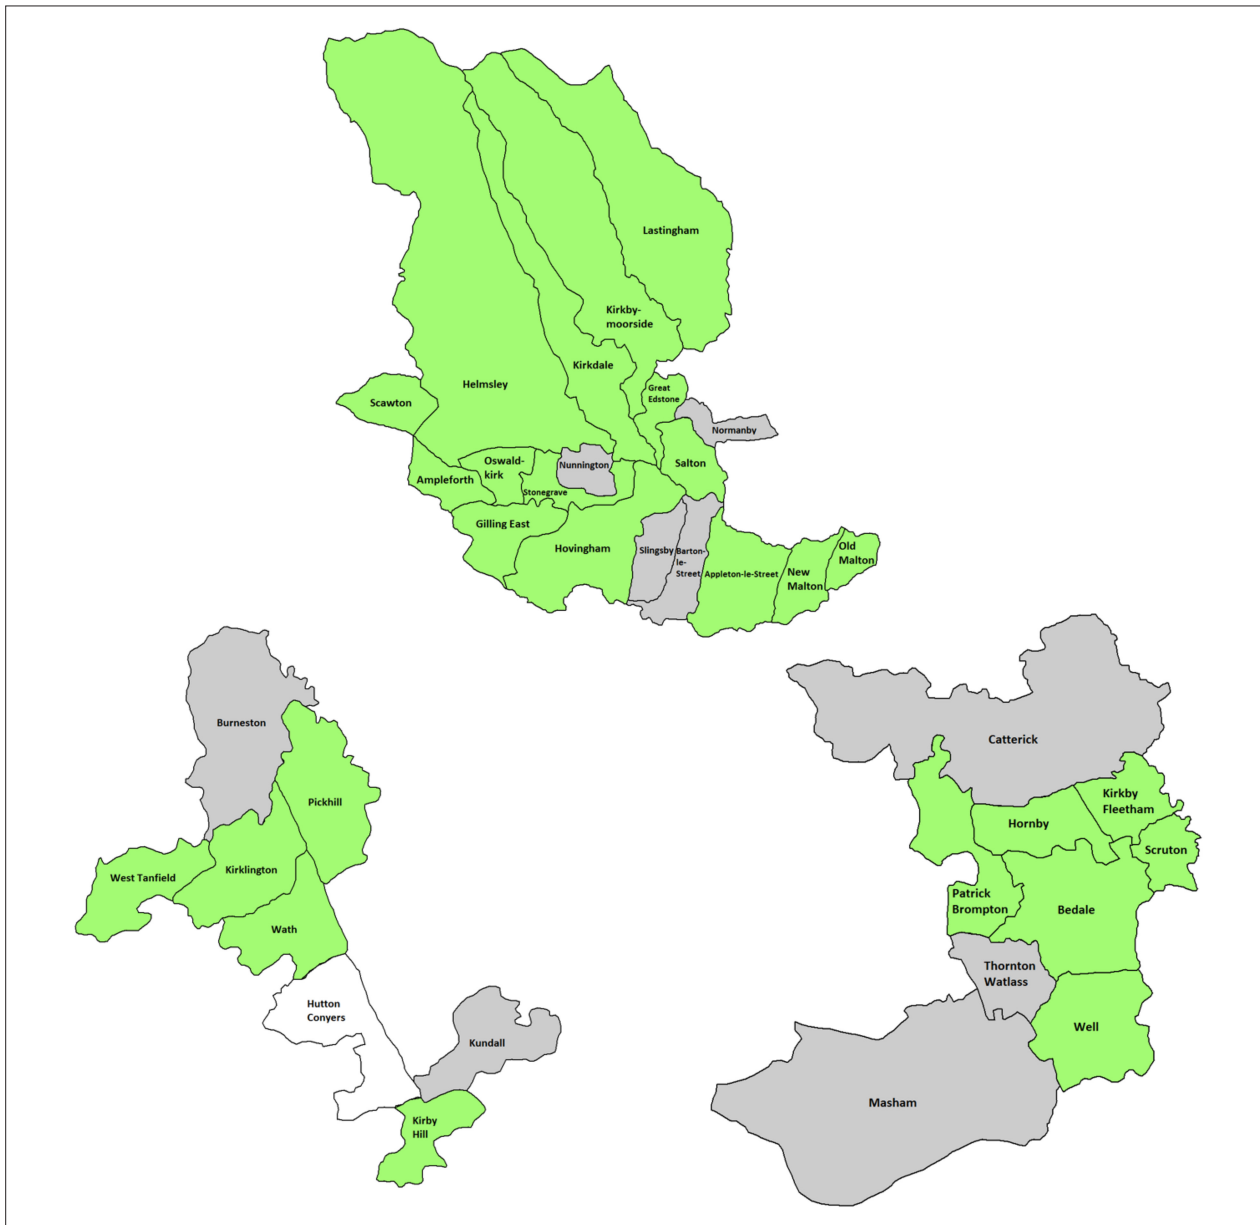 Lastingham
Kirkby-
moorside
Kirkdale
Helmsley
Great
Edstone
Scawton
Normanby
Oswald-
kirk
Nunnington
Salton
Ampleforth
Stonegrave
Gilling East
Hovingham
Slingsby
Barton-
le-
Street
Appleton-le-Street
New
Malton
Old
Malton
Burneston
Pickhill
West Tanfield
Kirklington
Wath
Hutton
Conyers
Kundall
Kirby
Hill
Catterick
Kirkby
Fleetham
Hornby
Scruton
Patrick
Brompton
Bedale
Thornton
Watlass
Well
Masham